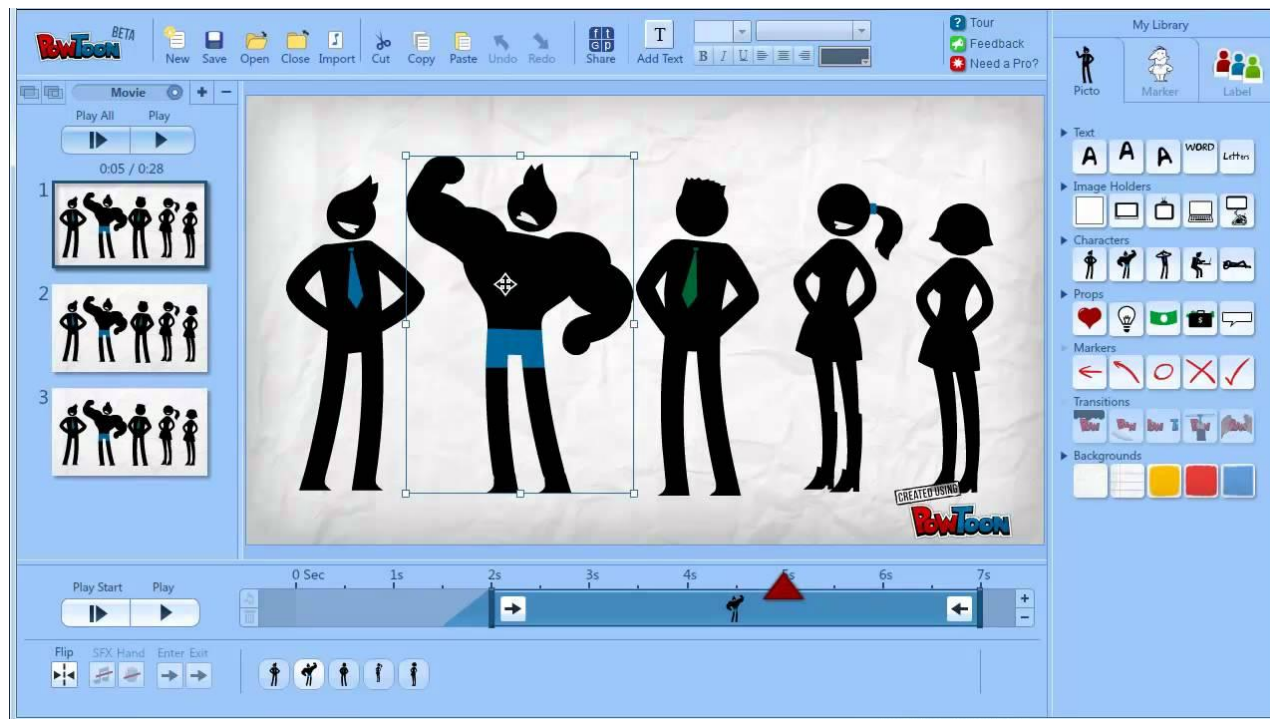 PowToon BETA
New Save Open Close Import Cut Copy Paste Undo Redo Share Add Text
f t
G p
T
B I U
Tour
Feedback
Need a Pro?
My Library
Picto Marker Label
Movie
Play All Play
0:05 / 0:28
1
2
3
Text
A A A WORD Letters
Image Holders
Characters
Props
Markers
Transitions
Backgrounds
CREATED USING
PowToon
0 Sec 1s 2s 3s 4s 5s 6s 7s
Play Start Play
Flip SFX Hand Enter Exit